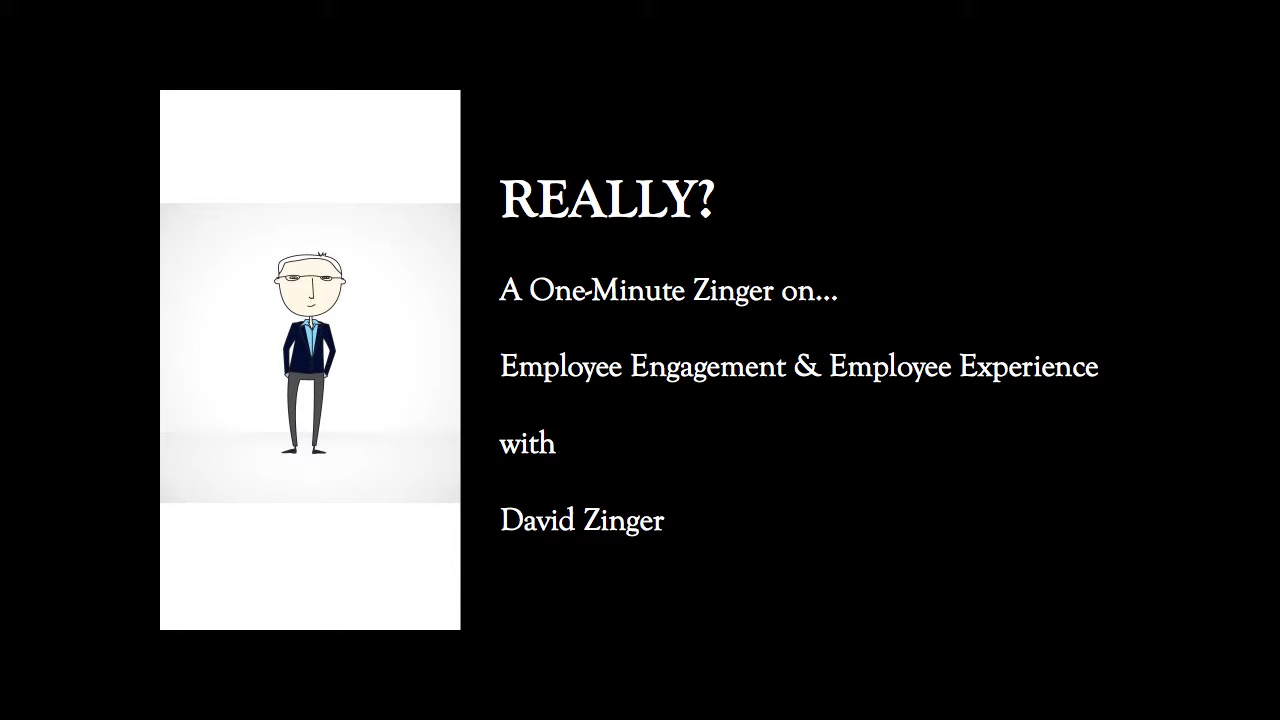 REALLY?
A One-Minute Zinger on...
Employee Engagement & Employee Experience
with
David Zinger